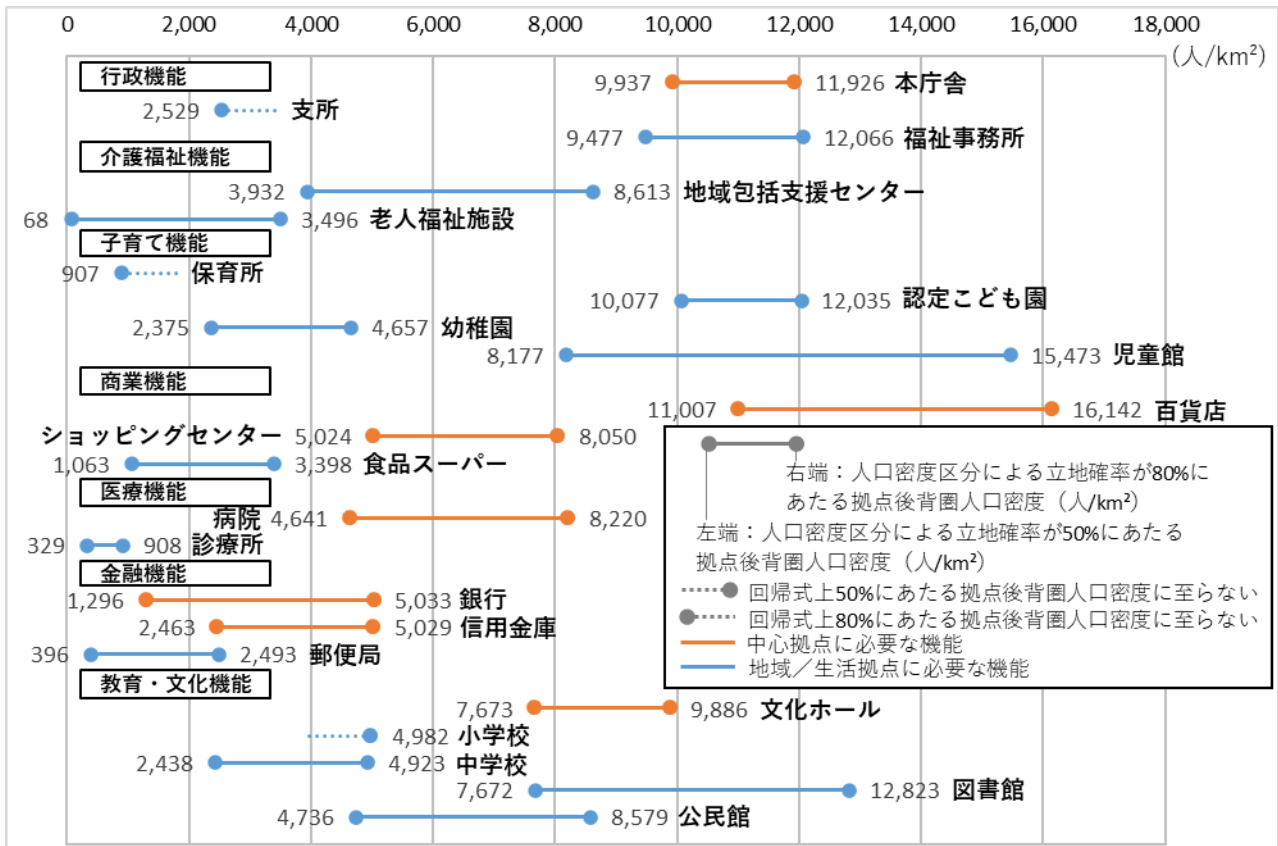 0 2,000 4,000 6,000 8,000 10,000 12,000 14,000 16,000 18,000
(人/km²)
行政機能
9,937 11,926 本庁舎
2,529 支所
9,477 12,066 福祉事務所
介護福祉機能
3,932 8,613 地域包括支援センター
68 3,496 老人福祉施設
子育て機能
907 保育所
10,077 12,035 認定こども園
2,375 4,657 幼稚園
8,177 15,473 児童館
商業機能
11,007 16,142 百貨店
ショッピングセンター 5,024 8,050
1,063 3,398 食品スーパー
医療機能
病院 4,641 8,220
329 908 診療所
金融機能
1,296 5,033 銀行
2,463 5,029 信用金庫
396 2,493 郵便局
教育・文化機能
7,673 9,886 文化ホール
4,982 小学校
2,438 4,923 中学校
7,672 12,823 図書館
4,736 8,579 公民館
右端：人口密度区分による立地確率が80%に
あたる拠点後背圏人口密度（人/km²）
左端：人口密度区分による立地確率が50%にあたる
拠点後背圏人口密度（人/km²）
回帰式上50%にあたる拠点後背圏人口密度に至らない
回帰式上80%にあたる拠点後背圏人口密度に至らない
中心拠点に必要な機能
地域／生活拠点に必要な機能